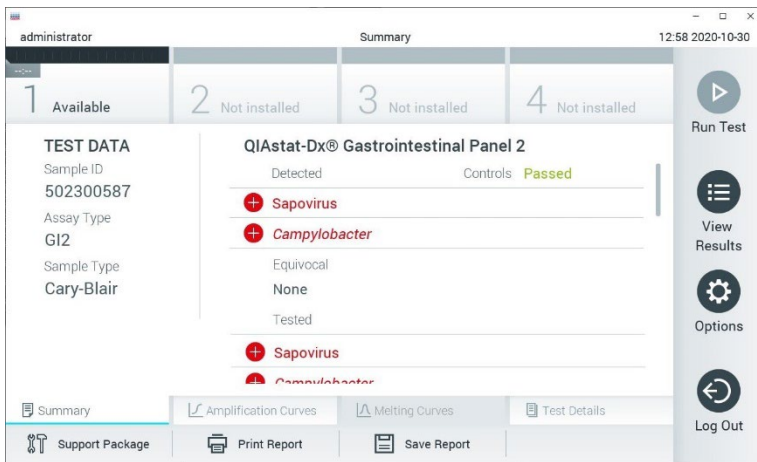 administrator
Summary
12:58 2020-10-30
--:--
1 Available
2 Not installed
3 Not installed
4 Not installed
Run Test
TEST DATA
Sample ID
502300587
Assay Type
GI2
Sample Type
Cary-Blair
QIAstat-Dx® Gastrointestinal Panel 2
Detected
Controls Passed
Sapovirus
Campylobacter
Equivocal
None
Tested
Sapovirus
Campylobacter
View
Results
Options
Log Out
Summary
Amplification Curves
Melting Curves
Test Details
Support Package
Print Report
Save Report